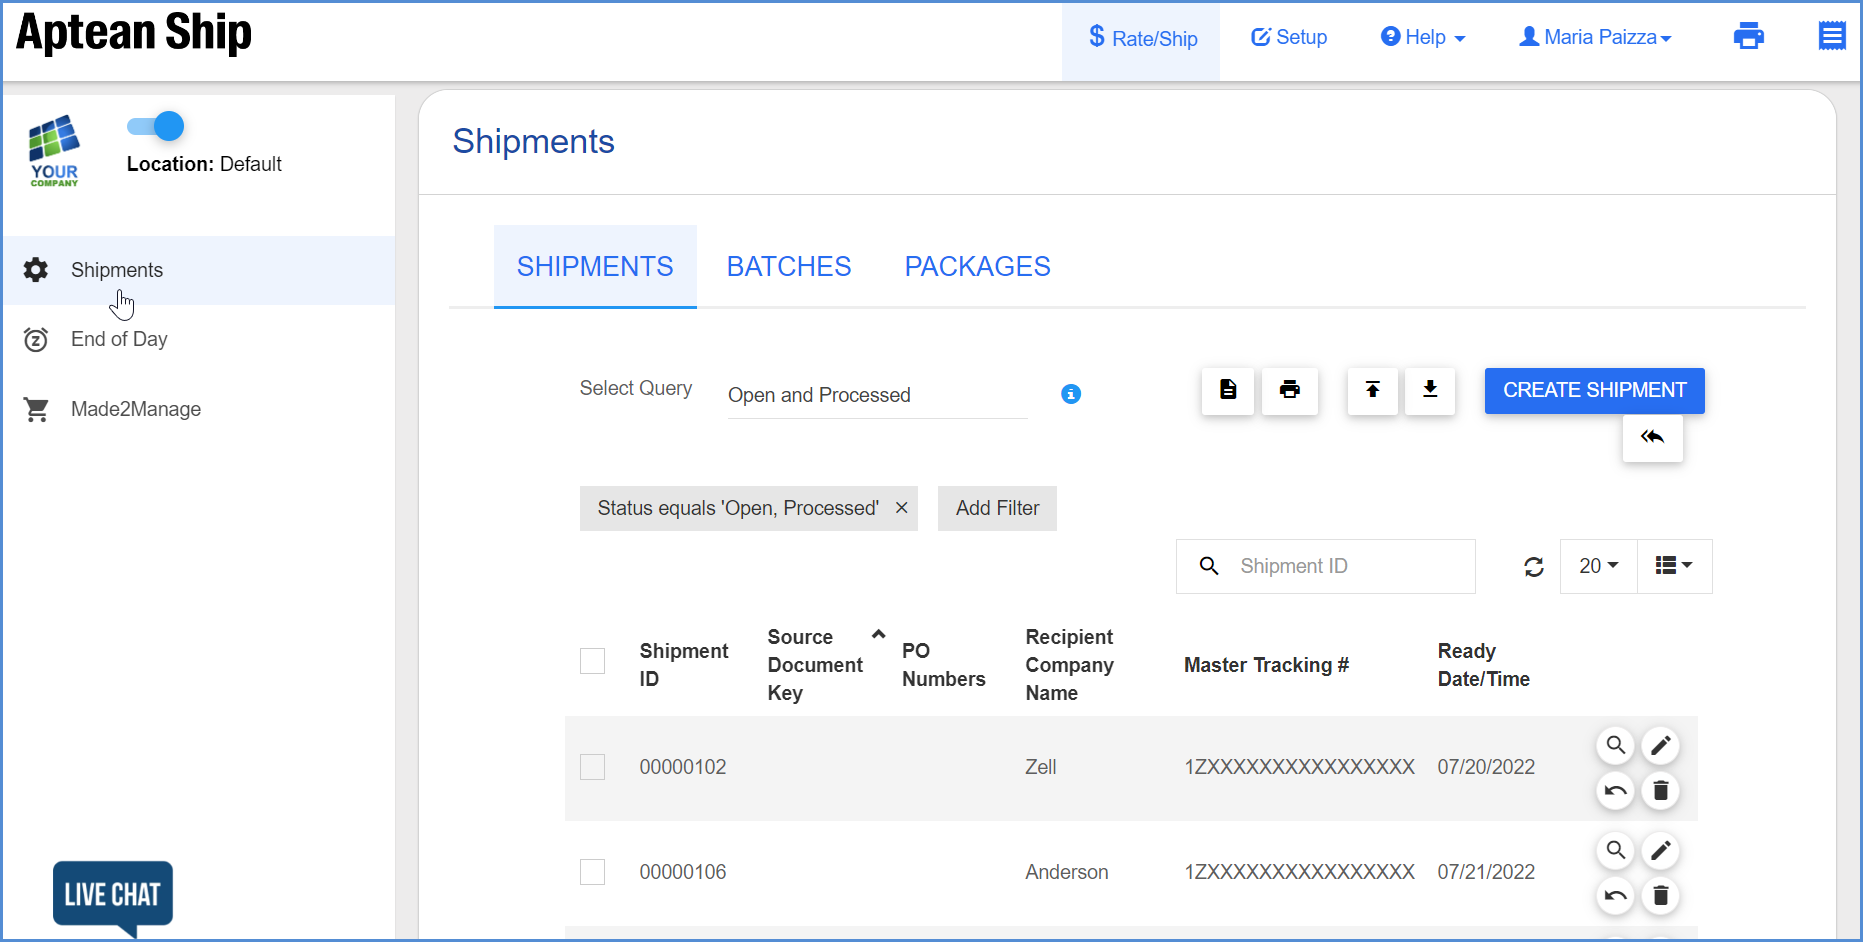 Aptean Ship
$ Rate/Ship
Setup
Help
Maria Paizza
YOUR
COMPANY
Location: Default
Shipments
End of Day
Made2Manage
LIVE CHAT
Shipments
SHIPMENTS
BATCHES
PACKAGES
Select Query
Open and Processed
CREATE SHIPMENT
Status equals 'Open, Processed' ×
Add Filter
Shipment ID
20
Shipment
ID
Source
Document
Key
PO
Numbers
Recipient
Company
Name
Master Tracking #
Ready
Date/Time
00000102 Zell 1ZXXXXXXXXXXXXXXXX 07/20/2022
00000106 Anderson 1ZXXXXXXXXXXXXXXXX 07/21/2022